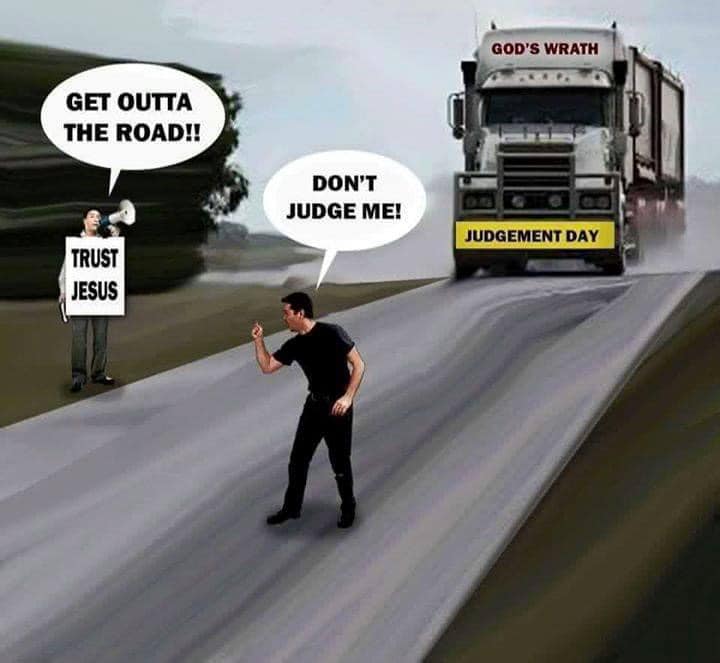 GOD'S WRATH
GET OUTTA
THE ROAD!!
DON'T
JUDGE ME!
JUDGEMENT DAY
TRUST
JESUS